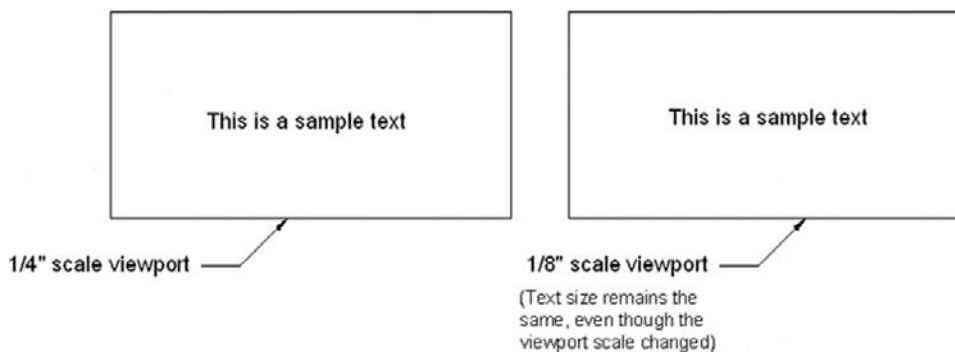 This is a sample text
This is a sample text
1/4" scale viewport
1/8" scale viewport
(Text size remains the
same, even though the
viewport scale changed)